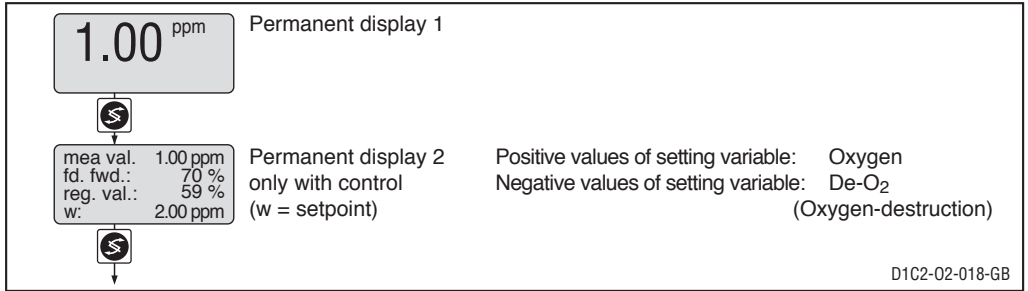 1.00 ppm
Permanent display 1
mea val. 1.00 ppm
fd. fwd.: 70 %
reg. val.: 59 %
w: 2.00 ppm
Permanent display 2
only with control
(w = setpoint)
Positive values of setting variable: Oxygen
Negative values of setting variable: De-O2
(Oxygen-destruction)
D1C2-O2-018-GB